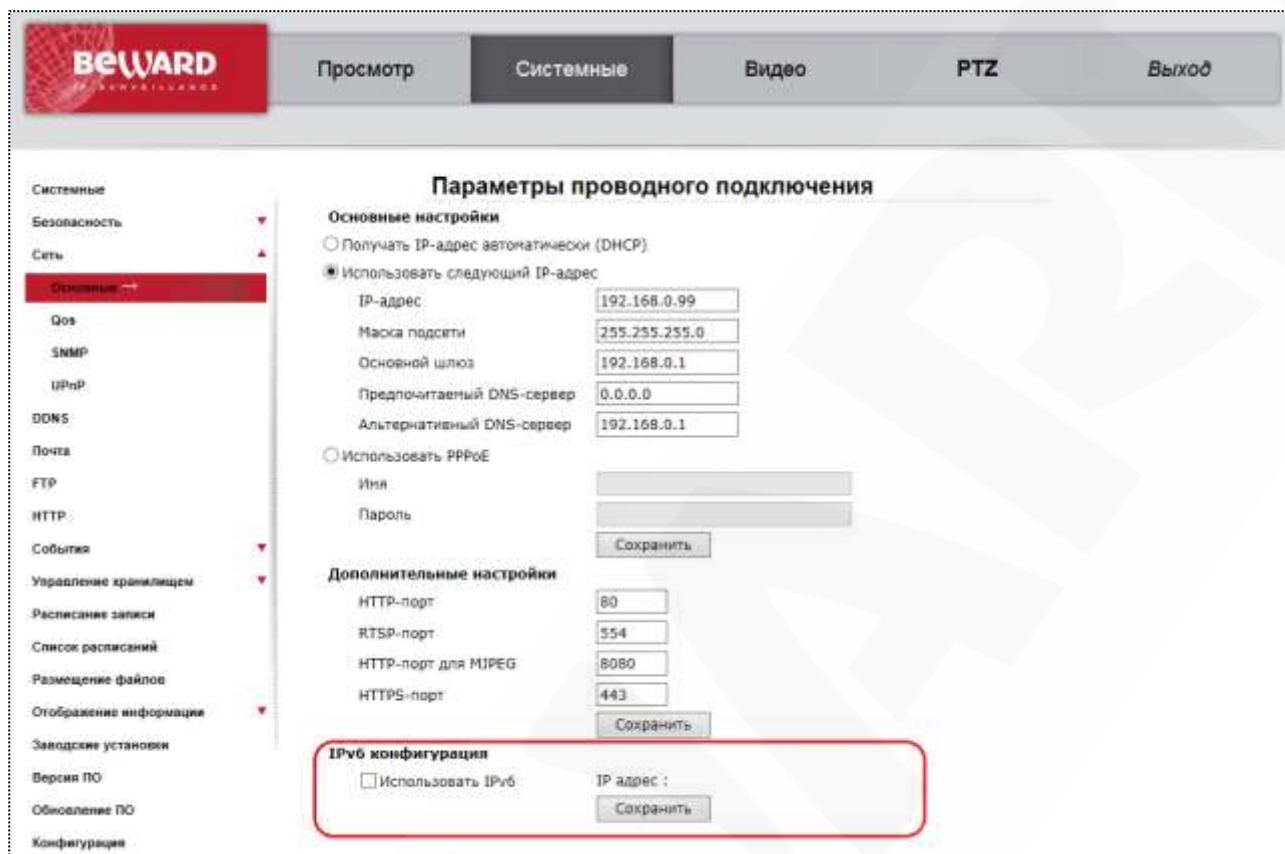 BEWARD
IP SURVEILLANCE
Просмотр
Системные
Видео
PTZ
Выход
Системные
Безопасность
Сеть
Основные →
Qos
SNMP
UPnP
DDNS
Почта
FTP
HTTP
События
Управление хранилищем
Расписание записи
Список расписаний
Размещение файлов
Отображение информации
Заводские установки
Версия ПО
Обновление ПО
Конфигурация
Параметры проводного подключения
Основные настройки
Получать IP-адрес автоматически (DHCP)
Использовать следующий IP-адрес
IP-адрес 192.168.0.99
Маска подсети 255.255.255.0
Основной шлюз 192.168.0.1
Предпочитаемый DNS-сервер 0.0.0.0
Альтернативный DNS-сервер 192.168.0.1
Использовать PPPoE
Имя
Пароль
Сохранить
Дополнительные настройки
HTTP-порт 80
RTSP-порт 554
HTTP-порт для MJPEG 8080
HTTPS-порт 443
Сохранить
IPv6 конфигурация
Использовать IPv6 IP адрес :
Сохранить